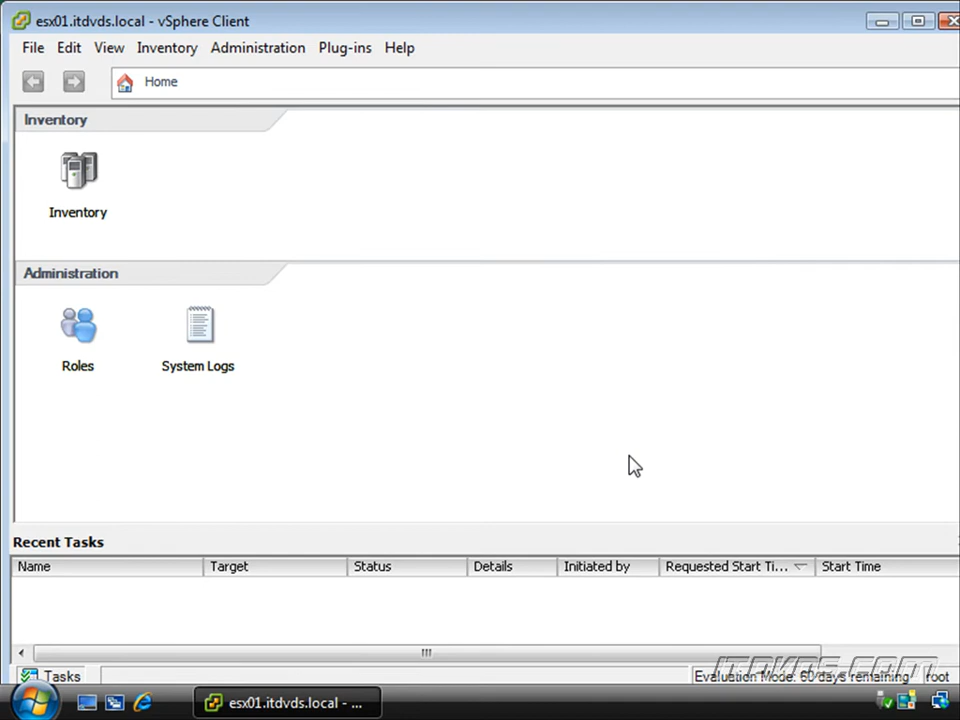 esx01.itdvds.local - vSphere Client
File Edit View Inventory Administration Plug-ins Help
Home
Inventory
Inventory
Administration
Roles System Logs
Recent Tasks
Name Target Status Details Initiated by Requested Start Ti... Start Time
Tasks Evaluation Mode: 60 days remaining root
ITDVDS.COM
esx01.itdvds.local - ...